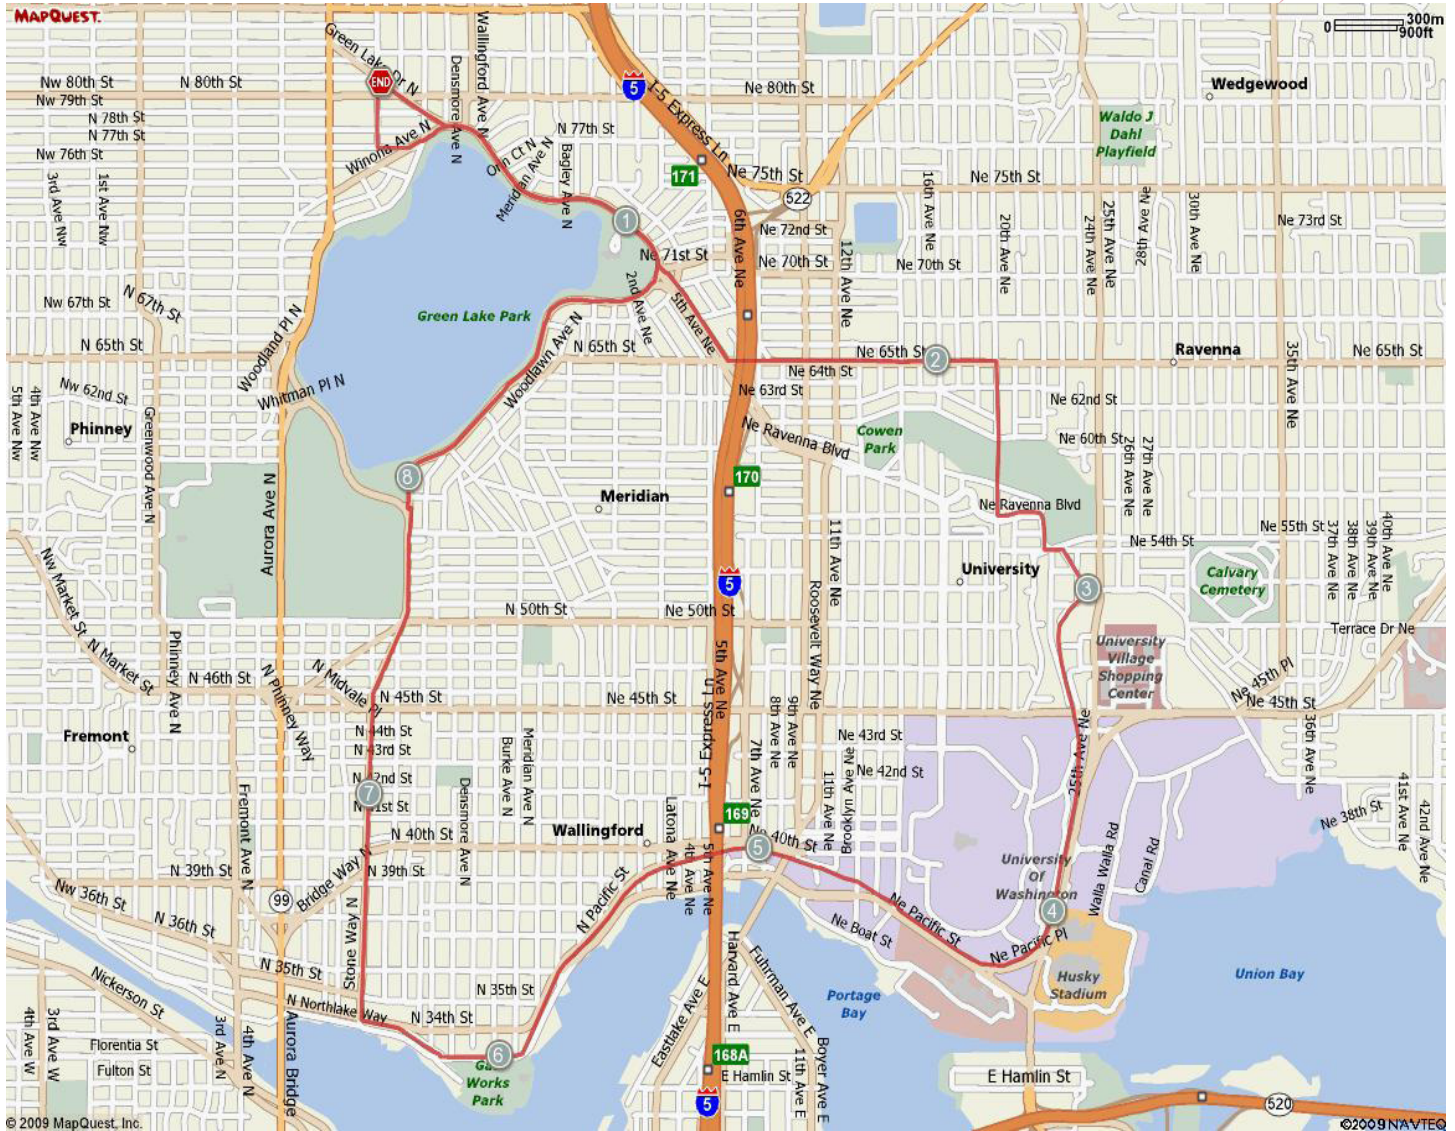 MAPQUEST.
300m
0
900ft
Green Lake Dr N
END
Nw 80th St
N 80th St
Nw 79th St
N 78th St
N 77th St
Nw 76th St
3rd Ave Nw
1st Ave Nw
Winona Ave N
Densmore Ave N
Wallingford Ave N
Orin Ct N
Meridian Ave N
N 77th St
Bagley Ave N
5
I-5 Express Ln
Ne 80th St
171
Ne 75th St
522
6th Ave Ne
Ne 72nd St
Ne 70th St
12th Ave Ne
16th Ave Ne
Ne 70th St
Ne 75th St
20th Ave Ne
24th Ave Ne
25th Ave Ne
28th Ave Ne
30th Ave Ne
Ne 73rd St
Wedgewood
Waldo J
Dahl
Playfield
1
Ne 71st St
2nd Ave Ne
5th Ave Ne
Green Lake Park
Woodlawn Ave N
Woodland Pl N
Whitman Pl N
Nw 67th St
N 67th St
N 65th St
N 65th St
Ne 65th St
2
Ne 64th St
Ne 63rd St
Ravenna
Ne 65th St
35th Ave Ne
Nw 62nd St
5th Ave Nw
4th Ave Nw
Phinney
Greenwood Ave N
Aurora Ave N
8
Meridian
170
Ne Ravenna Blvd
Cowen
Park
Ne 62nd St
Ne 60th St
26th Ave Ne
27th Ave Ne
Ne Ravenna Blvd
Ne 54th St
Ne 55th St
37th Ave Ne
38th Ave Ne
39th Ave Ne
40th Ave Ne
11th Ave Ne
Roosevelt Way Ne
University
3
Calvary
Cemetery
5
Nw Market St
N Market St
Phinney Ave N
N 50th St
Ne 50th St
5th Ave Ne
University
Village
Shopping
Center
Terrace Dr Ne
Ne 45th Pl
Ne 45th St
36th Ave Ne
N 46th St
N Midvale Pl
N Phinney Way
N 45th St
Ne 45th St
I-5 Express Ln
8th Ave Ne
9th Ave Ne
7th Ave Ne
Fremont
N 44th St
N 43rd St
7
Fremont Ave N
Densmore Ave N
Burke Ave N
Meridian Ave N
Ne 43rd St
Ne 42nd St
11th Ave Ne
Brooklyn Ave Ne
25th Ave Ne
N 40th St
N 39th St
N 39th St
Bridge Way N
Wallingford
Latona Ave Ne
4th Ave Ne
5th Ave Ne
169
5
Ne 40th St
University
Of
Washington
4
Walla Walla Rd
Canal Rd
Ne 38th St
41st Ave Ne
42nd Ave Ne
99
Nw 36th St
N 36th St
N 35th St
Stone Way N
N Pacific St
Ne Pacific St
Ne Boat St
Ne Pacific Pl
Husky
Stadium
Union Bay
Portage
Bay
Nickerson St
N Northlake Way
N 34th St
N 35th St
6
Works
Park
Harvard Ave E
Fuhrman Ave E
Eastlake Ave E
Boyer Ave E
11th Ave E
4th Ave W
3rd Ave W
Florentia St
Fulton St
3rd Ave N
4th Ave N
Aurora Bridge
168A
E Hamlin St
5
E Hamlin St
520
© 2009 MapQuest, Inc.
©2009 NAVTEQ